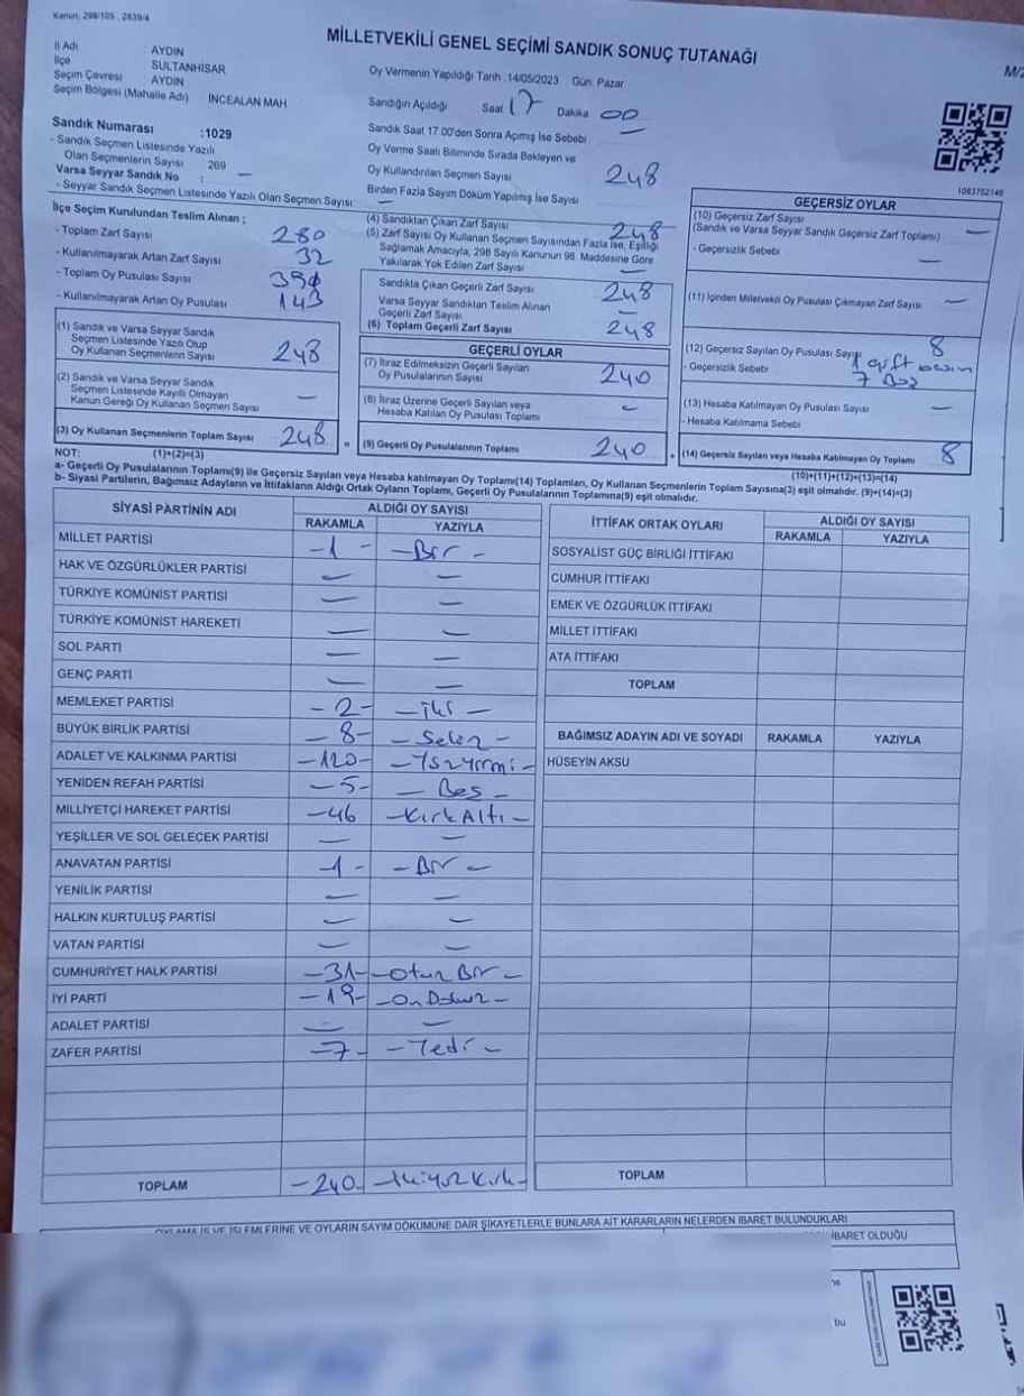 Kanun: 298/105 , 2839/4
MİLLETVEKİLİ GENEL SEÇİMİ SANDIK SONUÇ TUTANAĞI
M/2
İl Adı AYDIN
İlçe SULTANHİSAR
Seçim Çevresi AYDIN
Seçim Bölgesi (Mahalle Adı) İNCEALAN MAH
Sandık Numarası :1029
- Sandık Seçmen Listesinde Yazılı
Olan Seçmenlerin Sayısı 269
Varsa Seyyar Sandık No : —
- Seyyar Sandık Seçmen Listesinde Yazılı Olan Seçmen Sayısı
Oy Vermenin Yapıldığı Tarih :14/05/2023 Gün: Pazar
Sandığın Açıldığı Saat 17 Dakika 00
Sandık Saat 17.00'den Sonra Açımış İse Sebebi —
Oy Verme Saati Bitiminde Sırada Bekleyen ve
Oy Kullandırılan Seçmen Sayısı 248
Birden Fazla Sayım Döküm Yapılmış İse Sayısı —
1083702140
İlçe Seçim Kurulundan Teslim Alınan ;
- Toplam Zarf Sayısı 280
- Kullanılmayarak Artan Zarf Sayısı 32
- Toplam Oy Pusulası Sayısı
- Kullanılmayarak Artan Oy Pusulası 143
(4) Sandıktan Çıkan Zarf Sayısı 248
(5) Zarf Sayısı Oy Kullanan Seçmen Sayısından Fazla İse, Eşitliği
Sağlamak Amacıyla, 298 Sayılı Kanunun 98. Maddesine Göre
Yakılarak Yok Edilen Zarf Sayısı —
Sandıkta Çıkan Geçerli Zarf Sayısı 248
Varsa Seyyar Sandıktan Teslim Alınan
Geçerli Zarf Sayısı —
(6) Toplam Geçerli Zarf Sayısı 248
GEÇERSİZ OYLAR
(10) Geçersiz Zarf Sayısı
(Sandık ve Varsa Seyyar Sandık Geçersiz Zarf Toplamı) —
- Geçersizlik Sebebi —
(11) İçinden Milletvekili Oy Pusulası Çıkmayan Zarf Sayısı —
(12) Geçersiz Sayılan Oy Pusulası Sayısı 8
- Geçersizlik Sebebi 1 çift basım
7 Boş
(13) Hesaba Katılmayan Oy Pusulası Sayısı —
- Hesaba Katılmama Sebebi
(14) Geçersiz Sayılan veya Hesaba Katılmayan Oy Toplamı 8
(10)+(11)+(12)+(13)=(14)
(1) Sandık ve Varsa Seyyar Sandık
Seçmen Listesinde Yazılı Olup
Oy Kullanan Seçmenlerin Sayısı 248
(2) Sandık ve Varsa Seyyar Sandık
Seçmen Listesinde Kayıtlı Olmayan
Kanun Gereği Oy Kullanan Seçmen Sayısı —
(3) Oy Kullanan Seçmenlerin Toplam Sayısı 248 =
GEÇERLİ OYLAR
(7) İtiraz Edilmeksizin Geçerli Sayılan
Oy Pusulalarının Sayısı 240
(8) İtiraz Üzerine Geçerli Sayılan veya
Hesaba Katılan Oy Pusulası Toplamı —
(9) Geçerli Oy Pusulalarının Toplamı 240 +
NOT: (1)+(2)=(3)
a- Geçerli Oy Pusulalarının Toplamı(9) ile Geçersiz Sayılan veya Hesaba katılmayan Oy Toplamı(14) Toplamları, Oy Kullanan Seçmenlerin Toplam Sayısına(3) eşit olmalıdır. (9)+(14)=(3)
b- Siyasi Partilerin, Bağımsız Adayların ve İttifakların Aldığı Ortak Oyların Toplamı, Geçerli Oy Pusulalarının Toplamına(9) eşit olmalıdır.
SİYASİ PARTİNİN ADI ALDIĞI OY SAYISI
RAKAMLA YAZIYLA
MİLLET PARTİSİ -1- -Bir-
HAK VE ÖZGÜRLÜKLER PARTİSİ — —
TÜRKİYE KOMÜNİST PARTİSİ — —
TÜRKİYE KOMÜNİST HAREKETİ — —
SOL PARTİ — —
GENÇ PARTİ — —
MEMLEKET PARTİSİ -2- -iki-
BÜYÜK BİRLİK PARTİSİ -8- -Sekiz-
ADALET VE KALKINMA PARTİSİ -120- -Yüzyirmi-
YENİDEN REFAH PARTİSİ -5- -Beş-
MİLLİYETÇİ HAREKET PARTİSİ -46 -KırkAltı-
YEŞİLLER VE SOL GELECEK PARTİSİ — —
ANAVATAN PARTİSİ -1- -Bir-
YENİLİK PARTİSİ — —
HALKIN KURTULUŞ PARTİSİ — —
VATAN PARTİSİ — —
CUMHURİYET HALK PARTİSİ -31- -Otuz Bir-
İYİ PARTİ -19- -On Dokuz-
ADALET PARTİSİ — —
ZAFER PARTİSİ -7- -Yedi-
TOPLAM -240- -ikiyüz Kırk-
İTTİFAK ORTAK OYLARI ALDIĞI OY SAYISI
RAKAMLA YAZIYLA
SOSYALİST GÜÇ BİRLİĞİ İTTİFAKI
CUMHUR İTTİFAKI
EMEK VE ÖZGÜRLÜK İTTİFAKI
MİLLET İTTİFAKI
ATA İTTİFAKI
TOPLAM
BAĞIMSIZ ADAYIN ADI VE SOYADI RAKAMLA YAZIYLA
HÜSEYİN AKSU
TOPLAM
OYLAMA İŞ VE İŞLEMLERİNE VE OYLARIN SAYIM DÖKÜMÜNE DAİR ŞİKAYETLERLE BUNLARA AİT KARARLARIN NELERDEN İBARET BULUNDUKLARI
İBARET OLDUĞU
bu